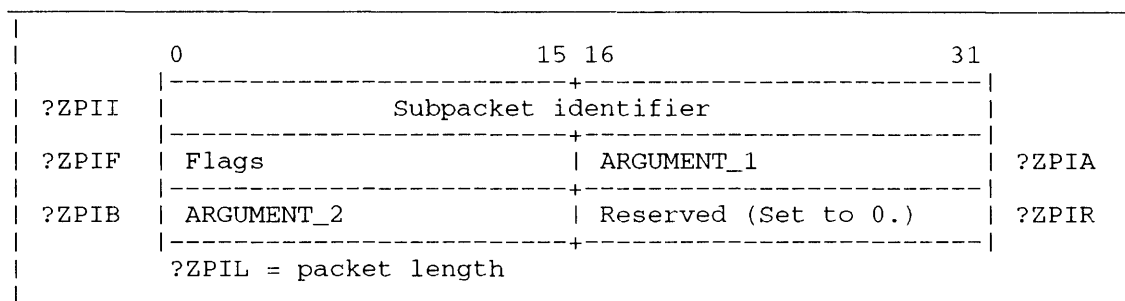 0 15 16 31
?ZPII Subpacket identifier
?ZPIF Flags ARGUMENT_1 ?ZPIA
?ZPIB ARGUMENT_2 Reserved (Set to 0.) ?ZPIR
?ZPIL = packet length